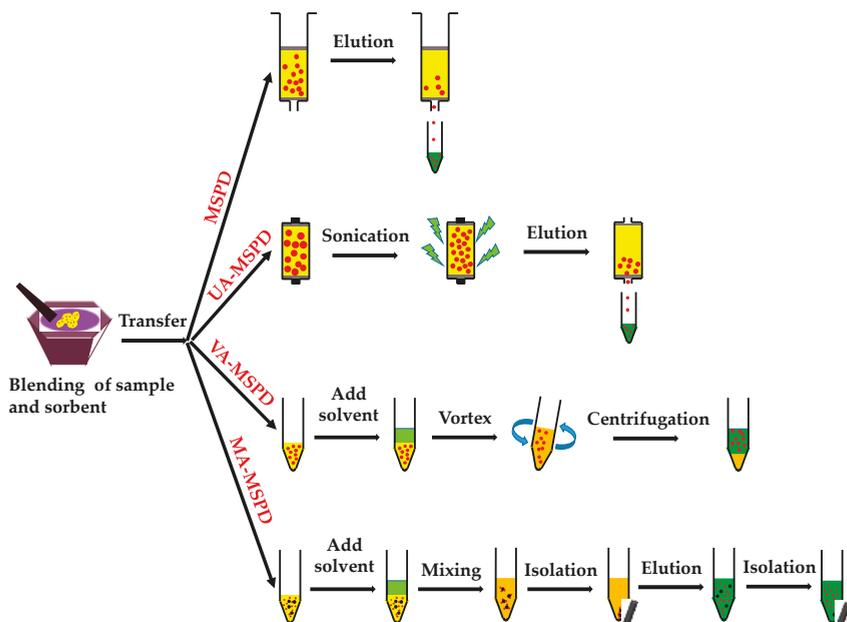 Elution
MSPD
Sonication
Elution
UA-MSPD
Transfer
Blending of sample
and sorbent
VA-MSPD
Add
solvent
Vortex
Centrifugation
MA-MSPD
Add
solvent
Mixing
Isolation
Elution
Isolation